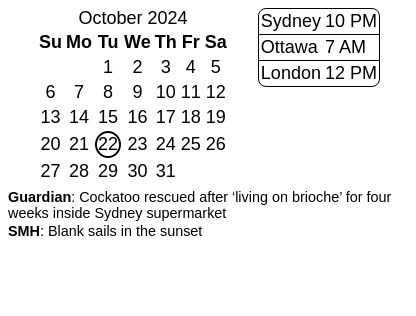 October 2024
Su Mo Tu We Th Fr Sa
1 2 3 4 5
6 7 8 9 10 11 12
13 14 15 16 17 18 19
20 21 22 23 24 25 26
27 28 29 30 31
Sydney 10 PM
Ottawa 7 AM
London 12 PM
Guardian: Cockatoo rescued after ‘living on brioche’ for four
weeks inside Sydney supermarket
SMH: Blank sails in the sunset